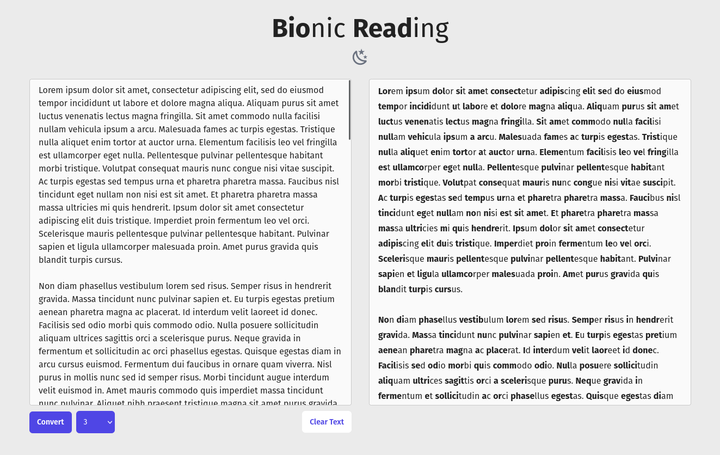 Bionic Reading
Lorem ipsum dolor sit amet, consectetur adipiscing elit, sed do eiusmod
tempor incididunt ut labore et dolore magna aliqua. Aliquam purus sit amet
luctus venenatis lectus magna fringilla. Sit amet commodo nulla facilisi
nullam vehicula ipsum a arcu. Malesuada fames ac turpis egestas. Tristique
nulla aliquet enim tortor at auctor urna. Elementum facilisis leo vel fringilla
est ullamcorper eget nulla. Pellentesque pulvinar pellentesque habitant
morbi tristique. Volutpat consequat mauris nunc congue nisi vitae suscipit.
Ac turpis egestas sed tempus urna et pharetra pharetra massa. Faucibus nisl
tincidunt eget nullam non nisi est sit amet. Et pharetra pharetra massa
massa ultricies mi quis hendrerit. Ipsum dolor sit amet consectetur
adipiscing elit duis tristique. Imperdiet proin fermentum leo vel orci.
Scelerisque mauris pellentesque pulvinar pellentesque habitant. Pulvinar
sapien et ligula ullamcorper malesuada proin. Amet purus gravida quis
blandit turpis cursus.
Non diam phasellus vestibulum lorem sed risus. Semper risus in hendrerit
gravida. Massa tincidunt nunc pulvinar sapien et. Eu turpis egestas pretium
aenean pharetra magna ac placerat. Id interdum velit laoreet id donec.
Facilisis sed odio morbi quis commodo odio. Nulla posuere sollicitudin
aliquam ultrices sagittis orci a scelerisque purus. Neque gravida in
fermentum et sollicitudin ac orci phasellus egestas. Quisque egestas diam in
arcu cursus euismod. Fermentum dui faucibus in ornare quam viverra. Nisl
purus in mollis nunc sed id semper risus. Morbi tincidunt augue interdum
velit euismod in. Amet mauris commodo quis imperdiet massa tincidunt
nunc pulvinar. Aliquet nibh praesent tristique magna sit amet purus gravida
Convert 3 Clear Text
Lorem ipsum dolor sit amet consectetur adipiscing elit sed do eiusmod
tempor incididunt ut labore et dolore magna aliqua. Aliquam purus sit amet
luctus venenatis lectus magna fringilla. Sit amet commodo nulla facilisi
nullam vehicula ipsum a arcu. Malesuada fames ac turpis egestas. Tristique
nulla aliquet enim tortor at auctor urna. Elementum facilisis leo vel fringilla
est ullamcorper eget nulla. Pellentesque pulvinar pellentesque habitant
morbi tristique. Volutpat consequat mauris nunc congue nisi vitae suscipit.
Ac turpis egestas sed tempus urna et pharetra pharetra massa. Faucibus nisl
tincidunt eget nullam non nisi est sit amet. Et pharetra pharetra massa
massa ultricies mi quis hendrerit. Ipsum dolor sit amet consectetur
adipiscing elit duis tristique. Imperdiet proin fermentum leo vel orci.
Scelerisque mauris pellentesque pulvinar pellentesque habitant. Pulvinar
sapien et ligula ullamcorper malesuada proin. Amet purus gravida quis
blandit turpis cursus.
Non diam phasellus vestibulum lorem sed risus. Semper risus in hendrerit
gravida. Massa tincidunt nunc pulvinar sapien et. Eu turpis egestas pretium
aenean pharetra magna ac placerat. Id interdum velit laoreet id donec.
Facilisis sed odio morbi quis commodo odio. Nulla posuere sollicitudin
aliquam ultrices sagittis orci a scelerisque purus. Neque gravida in
fermentum et sollicitudin ac orci phasellus egestas. Quisque egestas diam